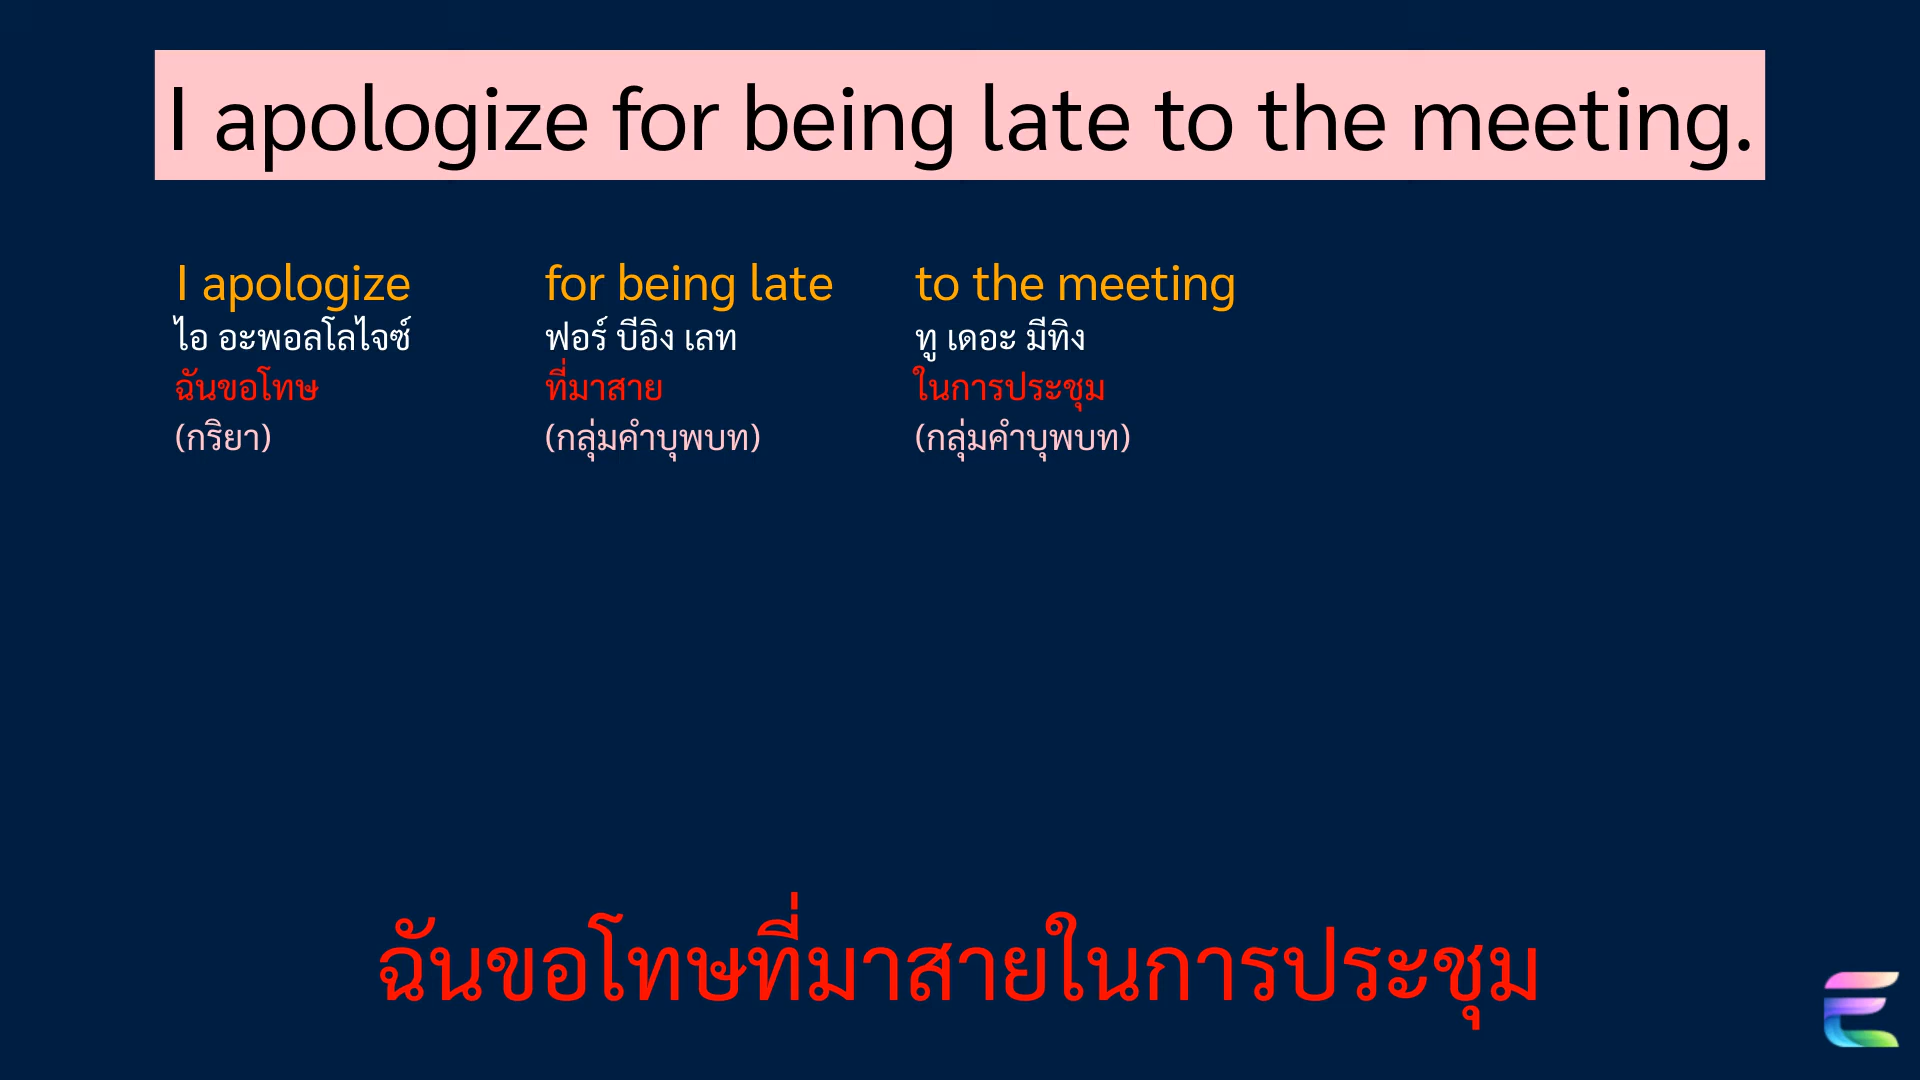 I apologize for being late to the meeting.
I apologize
ไอ อะพอลโลไจซ์
ฉันขอโทษ
(กริยา)
for being late
ฟอร์ บีอิง เลท
ที่มาสาย
(กลุ่มคำบุพบท)
to the meeting
ทู เดอะ มีทิง
ในการประชุม
(กลุ่มคำบุพบท)
ฉันขอโทษที่มาสายในการประชุม